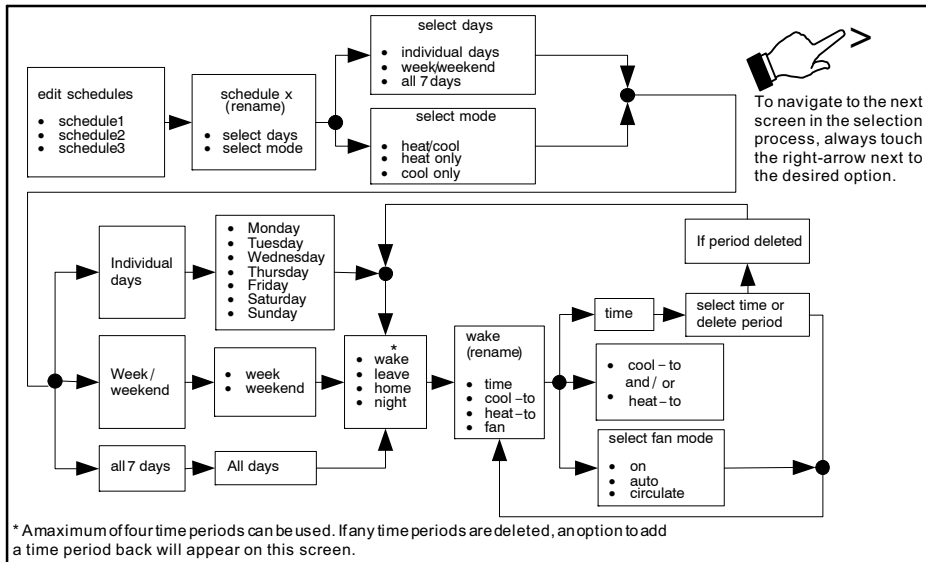 edit schedules
• schedule1
• schedule2
• schedule3
schedule x
(rename)
• select days
• select mode
select days
• individual days
• week/weekend
• all 7 days
select mode
• heat/cool
• heat only
• cool only
>
To navigate to the next
screen in the selection
process, always touch
the right-arrow next to
the desired option.
Individual
days
• Monday
• Tuesday
• Wednesday
• Thursday
• Friday
• Saturday
• Sunday
Week/
weekend
• week
• weekend
all 7 days
All days
*
• wake
• leave
• home
• night
wake
(rename)
• time
• cool-to
• heat-to
• fan
time
select time or
delete period
If period deleted
• cool-to
and/ or
• heat-to
select fan mode
• on
• auto
• circulate
* A maximum of four time periods can be used. If any time periods are deleted, an option to add
a time period back will appear on this screen.